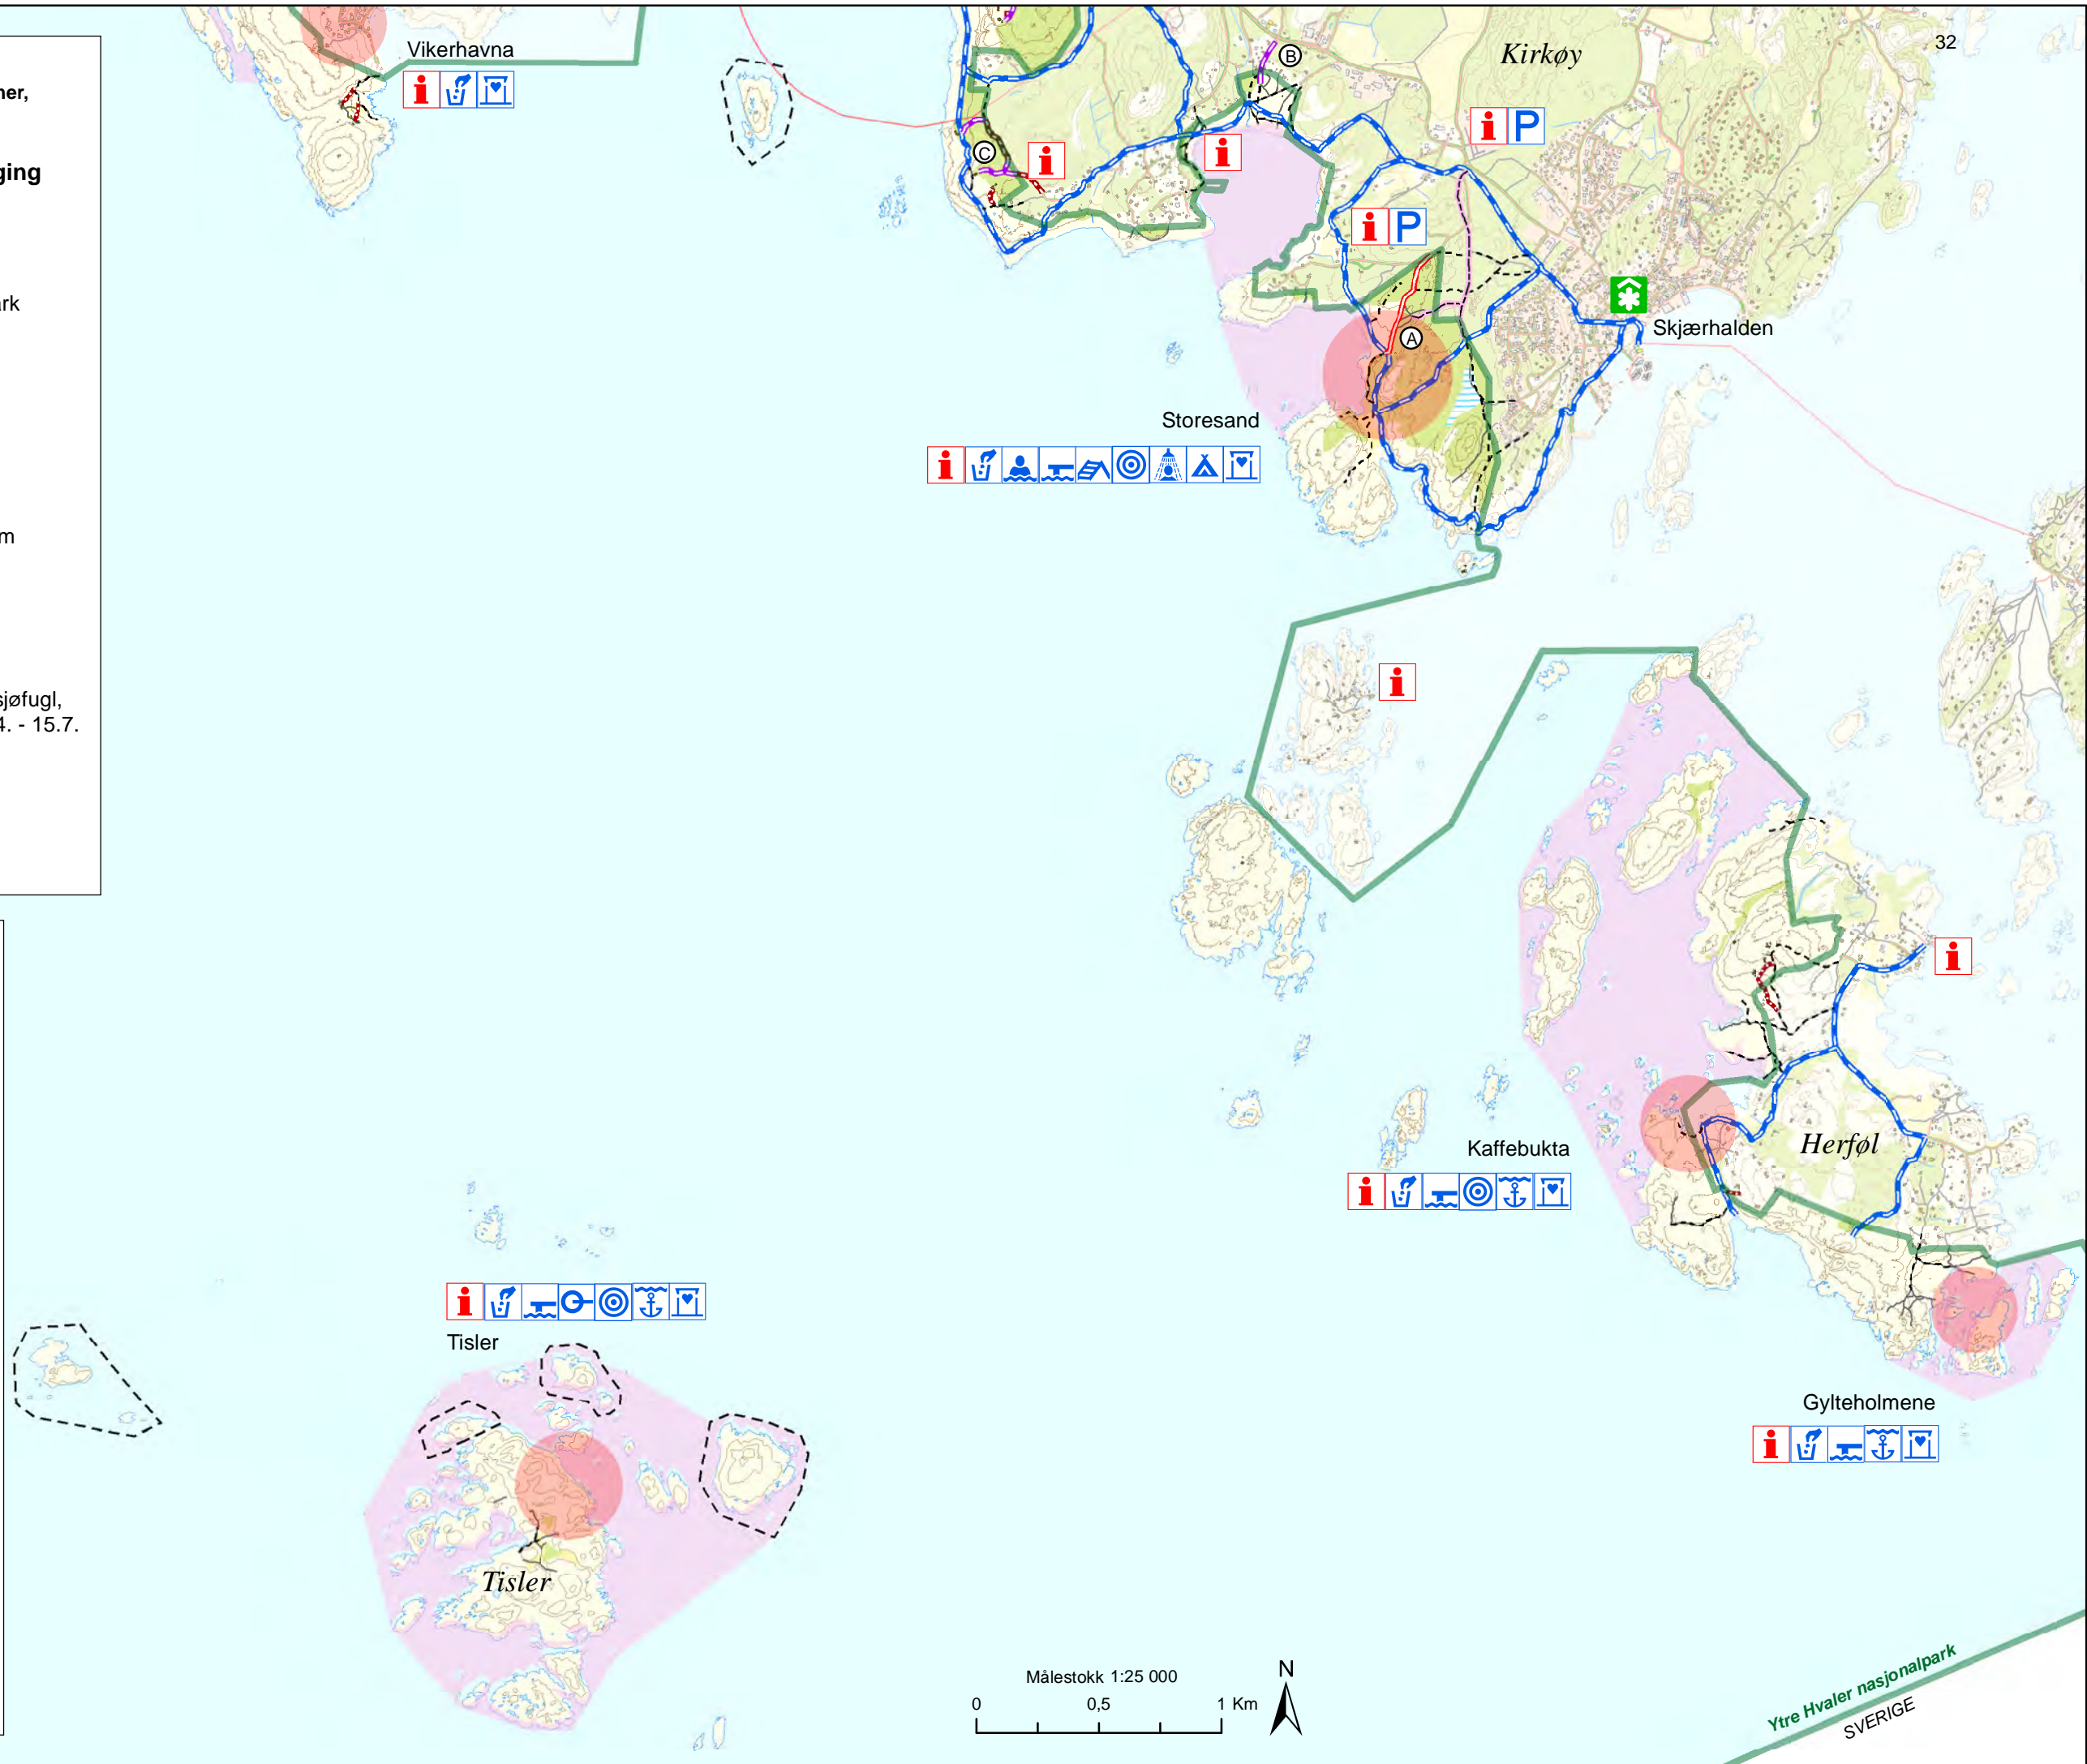 ner,
ging
ark
m
sjøfugl,
4. - 15.7.
Vikerhavna
Kirkøy
32
B
C
P
P
A
Skjærhalden
Storesand
Kaffebukta
Herføl
Tisler
Gylteholmene
Tisler
Målestokk 1:25 000
0 0,5 1 Km
N
Ytre Hvaler nasjonalpark
SVERIGE